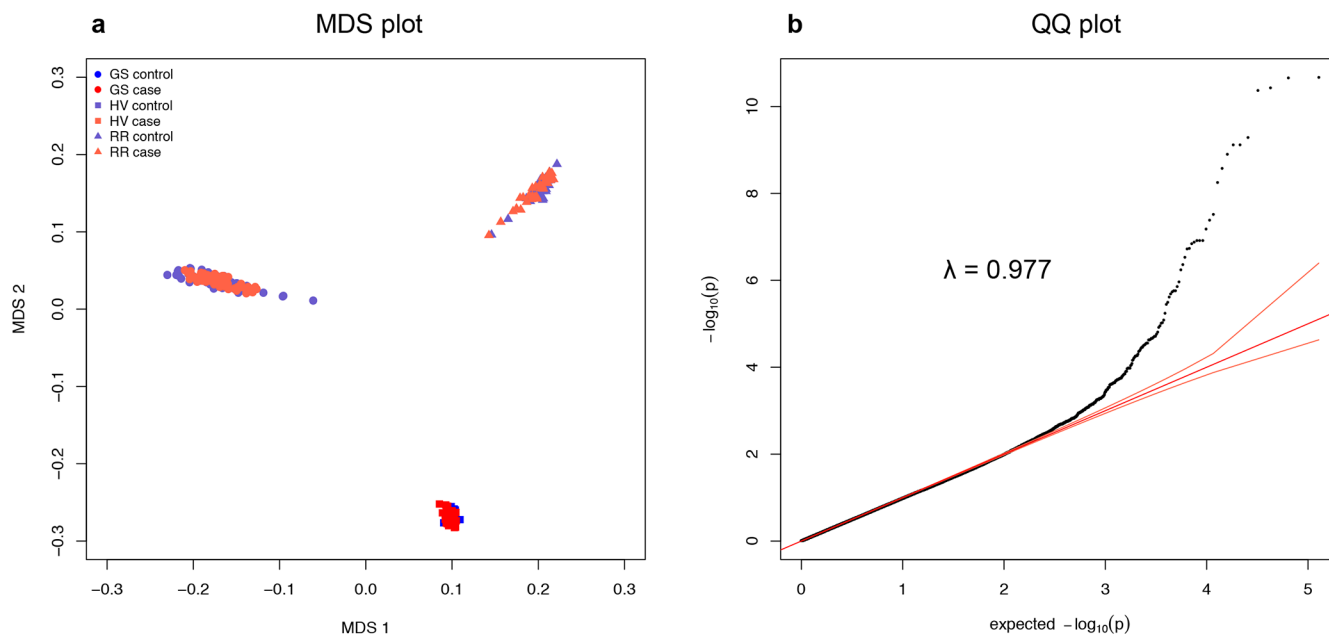 a
MDS plot
GS control
GS case
HV control
HV case
RR control
RR case
0.3
0.2
0.1
0.0
−0.1
−0.2
−0.3
MDS 2
−0.3
−0.2
−0.1
0.0
0.1
0.2
0.3
MDS 1
b
QQ plot
λ = 0.977
10
8
6
4
2
0
−log10(p)
0
1
2
3
4
5
expected −log10(p)